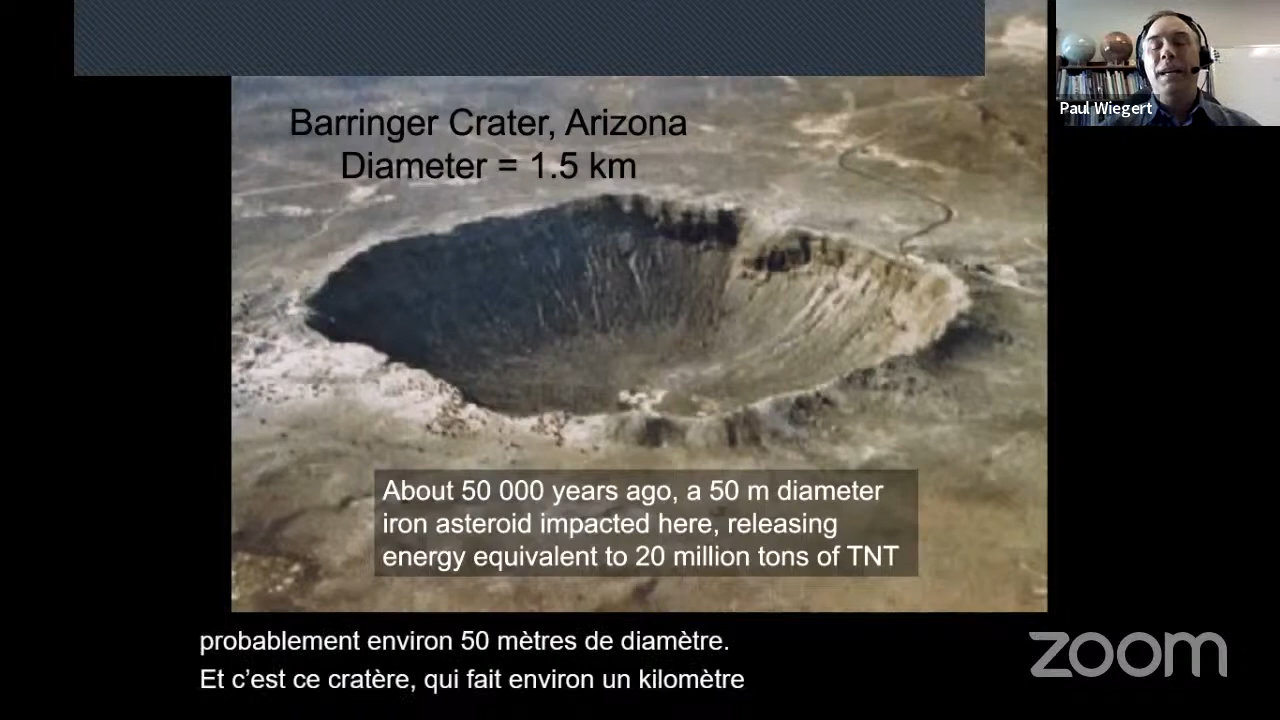 Barringer Crater, Arizona
Diameter = 1.5 km
Paul Wiegert
About 50 000 years ago, a 50 m diameter
iron asteroid impacted here, releasing
energy equivalent to 20 million tons of TNT
probablement environ 50 mètres de diamètre.
Et c’est ce cratère, qui fait environ un kilomètre
zoom